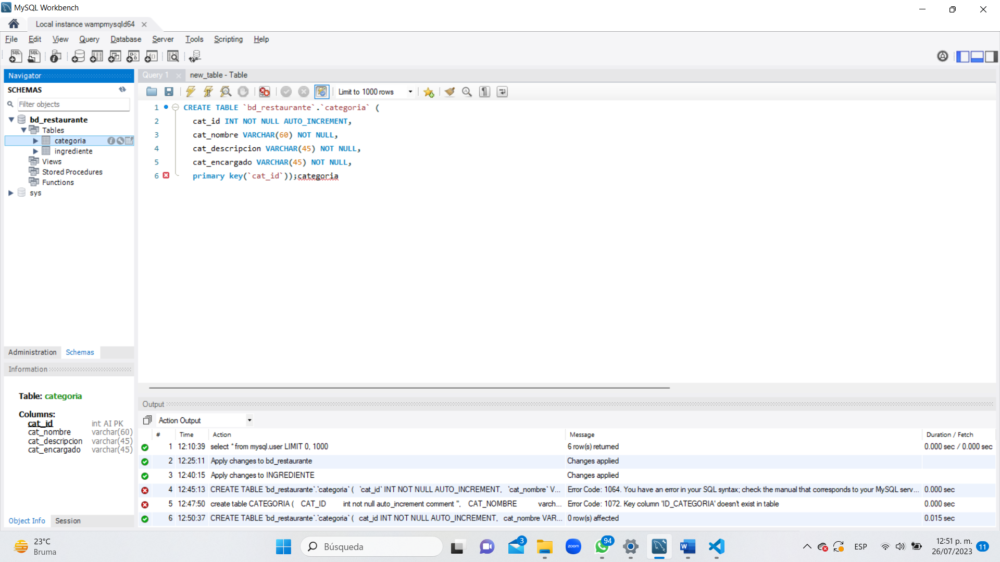 MySQL Workbench
Local instance wampmysqld64
File Edit View Query Database Server Tools Scripting Help
Navigator
SCHEMAS
Filter objects
bd_restaurante
Tables
categoria
ingrediente
Views
Stored Procedures
Functions
sys
Administration Schemas
Information
Table: categoria
Columns:
cat_id int AI PK
cat_nombre varchar(60)
cat_descripcion varchar(45)
cat_encargado varchar(45)
Object Info Session
Query 1 new_table - Table
Limit to 1000 rows
1 CREATE TABLE `bd_restaurante`.`categoria` (
2 cat_id INT NOT NULL AUTO_INCREMENT,
3 cat_nombre VARCHAR(60) NOT NULL,
4 cat_descripcion VARCHAR(45) NOT NULL,
5 cat_encargado VARCHAR(45) NOT NULL,
6 primary key(`cat_id`));categoria
Output
Action Output
# Time Action Message Duration / Fetch
1 12:10:39 select * from mysql.user LIMIT 0, 1000 6 row(s) returned 0.000 sec / 0.000 sec
2 12:25:11 Apply changes to bd_restaurante Changes applied
3 12:40:15 Apply changes to INGREDIENTE Changes applied
4 12:45:13 CREATE TABLE `bd_restaurante`.`categoria` ( `cat_id` INT NOT NULL AUTO_INCREMENT, `cat_nombre` V... Error Code: 1064. You have an error in your SQL syntax; check the manual that corresponds to your MySQL serv... 0.000 sec
5 12:47:50 create table CATEGORIA ( CAT_ID int not null auto_increment comment '', CAT_NOMBRE varch... Error Code: 1072. Key column 'ID_CATEGORIA' doesn't exist in table 0.000 sec
6 12:50:37 CREATE TABLE `bd_restaurante`.`categoria` ( cat_id INT NOT NULL AUTO_INCREMENT, cat_nombre VAR... 0 row(s) affected 0.015 sec
23°C
Bruma
Búsqueda
3
zoom
94
ESP
12:51 p. m.
26/07/2023
11